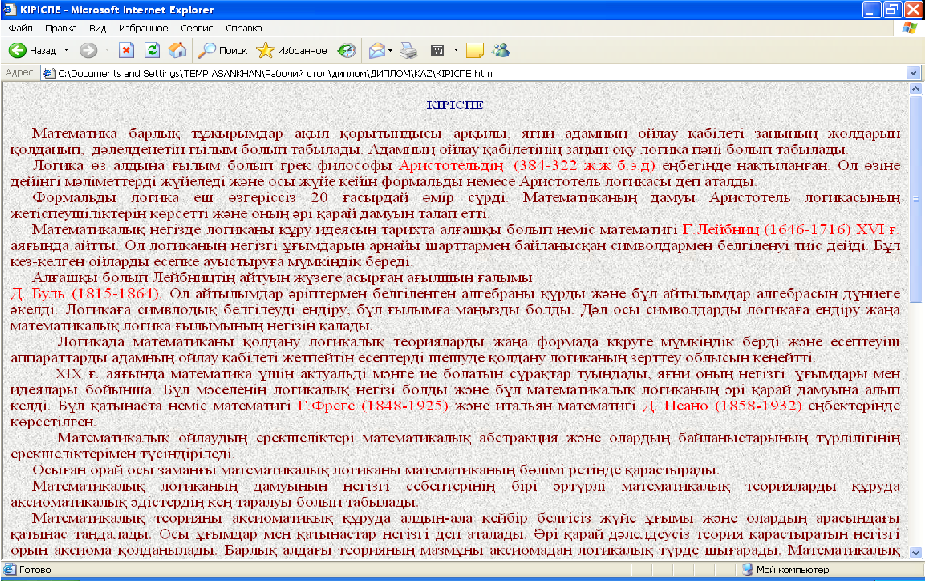 КІРІСПЕ - Microsoft Internet Explorer
Файл Правка Вид Избранное Сервис Справка
Назад Поиск Избранное
Адрес C:\Documents and Settings\TEMP.ASANKHAN\Рабочий стол\диплом\ДИПЛОМ\KAZ\КІРІСПЕ.htm
КІРІСПЕ
Математика барлық тұжырымдар ақыл қорытындысы арқылы, яғни адамның ойлау қабілеті заңының жолдарын
қолданып, дәлелденетін ғылым болып табылады. Адамның ойлау қабілетінің заңын оқу логика пәні болып табылады.
Логика өз алдына ғылым болып грек философы Аристотельдің (384-322 ж.ж б.э.д) еңбегінде нақтыланған. Ол өзіне
дейінгі мәліметтерді жүйеледі және осы жүйе кейін формальды немесе Аристотель логикасы деп аталды.
Формальды логика еш өзгеріссіз 20 ғасырдай өмір сүрді. Математиканың дамуы Аристотель логикасының
жетіспеушіліктерін көрсетті және оның әрі қарай дамуын талап етті.
Математикалық негізде логиканы құру идеясын тарихта алғашқы болып неміс математигі Г.Лейбниц (1646-1716) XVI ғ.
аяғында айтты. Ол логиканың негізгі ұғымдарын арнайы шарттармен байланысқан символдармен белгіленуі тиіс дейді. Бұл
кез-келген ойларды есепке ауыстыруға мүмкіндік береді.
Алғашқы болып Лейбництің айтуын жүзеге асырған ағылшын ғалымы
Д. Буль (1815-1864). Ол айтылымдар әріптермен белгіленген алгебраны құрды және бұл айтылымдар алгебрасын дүниеге
әкелді. Логикаға симвлодық белгілеуді ендіру, бұл ғылымға маңызды болды. Дәл осы символдарды логикаға ендіру жаңа
математикалық логика ғылымының негізін қалады.
Логикада математиканы қолдану логикалық теорияларды жаңа формада ккруге мүмкіндік берді және есептеуіш
аппараттарды адамның ойлау қабілеті жетпейтін есептерді шешуде қолдану логиканың зерттеу облысын кеңейтті.
XIX ғ. аяғында математика үшін актуальді мәнге ие болатын сұрақтар туындады, яғни оның негізгі ұғымдары мен
идеялары бойынша. Бұл мәселенің логикалық негізі болды және бұл математикалық логиканың әрі қарай дамуына алып
келді. Бұл қатынаста неміс математигі Г.Фреге (1848-1925) және итальян математигі Д. Пеано (1858-1932) еңбектерінде
көрсетілген.
Математикалық ойлаудың ерекшеліктері математикалық абстракция және олардың байланыстарының түрлілігінің
ерекшеліктерімен түсіндіріледі.
Осыған орай осы заманғы математикалық логиканы математиканың бөлімі ретінде қарастырады.
Математикалық логиканың дамуының негізгі себептерінің бірі әртүрлі математикалық теорияларды құруда
аксиоматикалық әдістердің кең таралуы болып табылады.
Математикалық теорияны аксиоматикық құруда алдын-ала кейбір белгісіз жүйе ұғымы және олардың арасындағы
қатынас таңдалады. Осы ұғымдар мен қатынастар негізгі деп аталады. Әрі қарай дәлелдеусіз теория қарастыратын негізгі
орын аксиома қолданылады. Барлық алдағы теорияның мазмұны аксиомадан логикалық түрде шығарады. Математикалық
Готово Мой компьютер